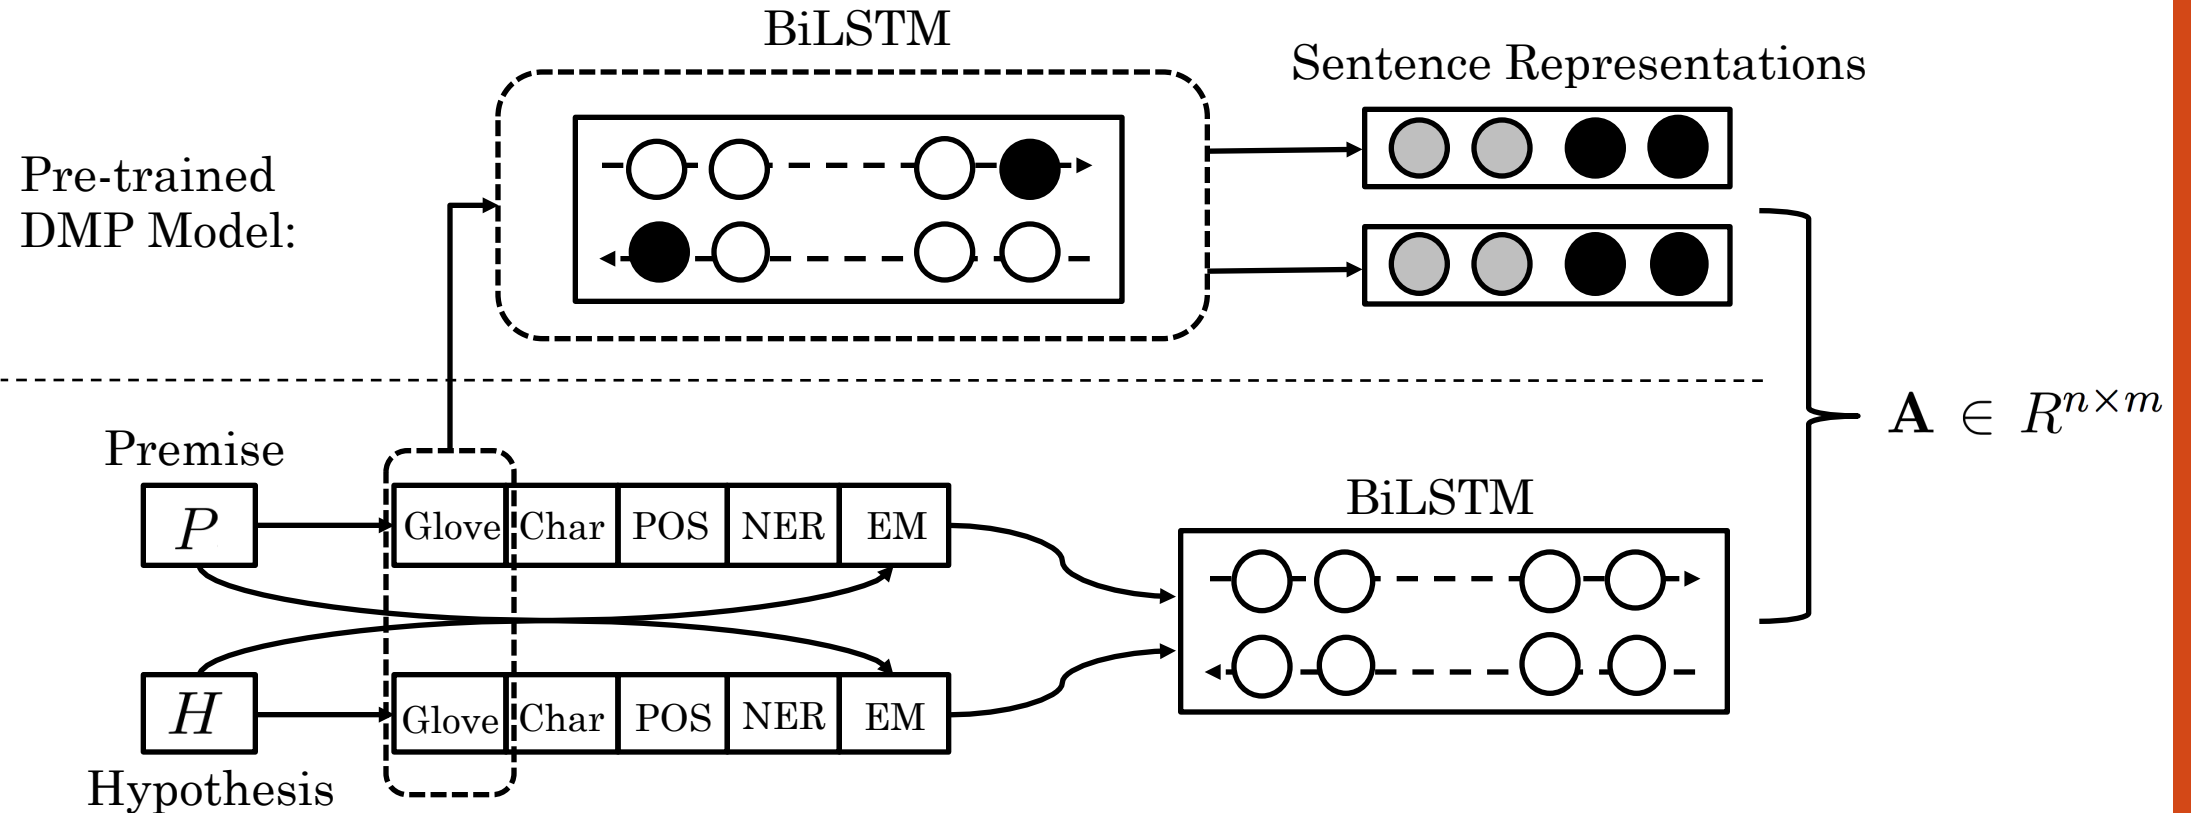 BiLSTM
Sentence Representations
Pre-trained
DMP Model:
A ∈ R^{n×m}
Premise
P
Glove Char POS NER EM
BiLSTM
H
Glove Char POS NER EM
Hypothesis